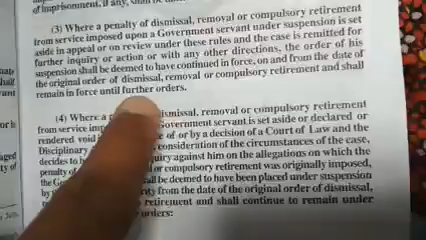 of imprisonment, if any, shall be
(3) Where a penalty of dismissal, removal or compulsory retirement
from service imposed upon a Government servant under suspension is set
aside in appeal or on review under these rules and the case is remitted for
further inquiry or action or with any other directions, the order of his
suspension shall be deemed to have continued in force, on and from the date of
the original order of dismissal, removal or compulsory retirement and shall
remain in force until further orders.
(4) Where a dismissal, removal or compulsory retirement
from service Government servant is set aside or declared or
rendered void of or by a decision of a Court of Law and the
Disciplinary consideration of the circumstances of the case,
decides to against him on the allegations on which the
penalty of or compulsory retirement was originally imposed,
the be deemed to have been placed under suspension
by from the date of the original order of dismissal,
retirement and shall continue to remain under
orders: